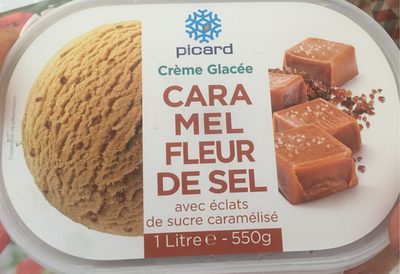 picard
Crème Glacée
CARA
MEL
FLEUR
DE SEL
avec éclats
de sucre caramélisé
1 Litre e - 550g